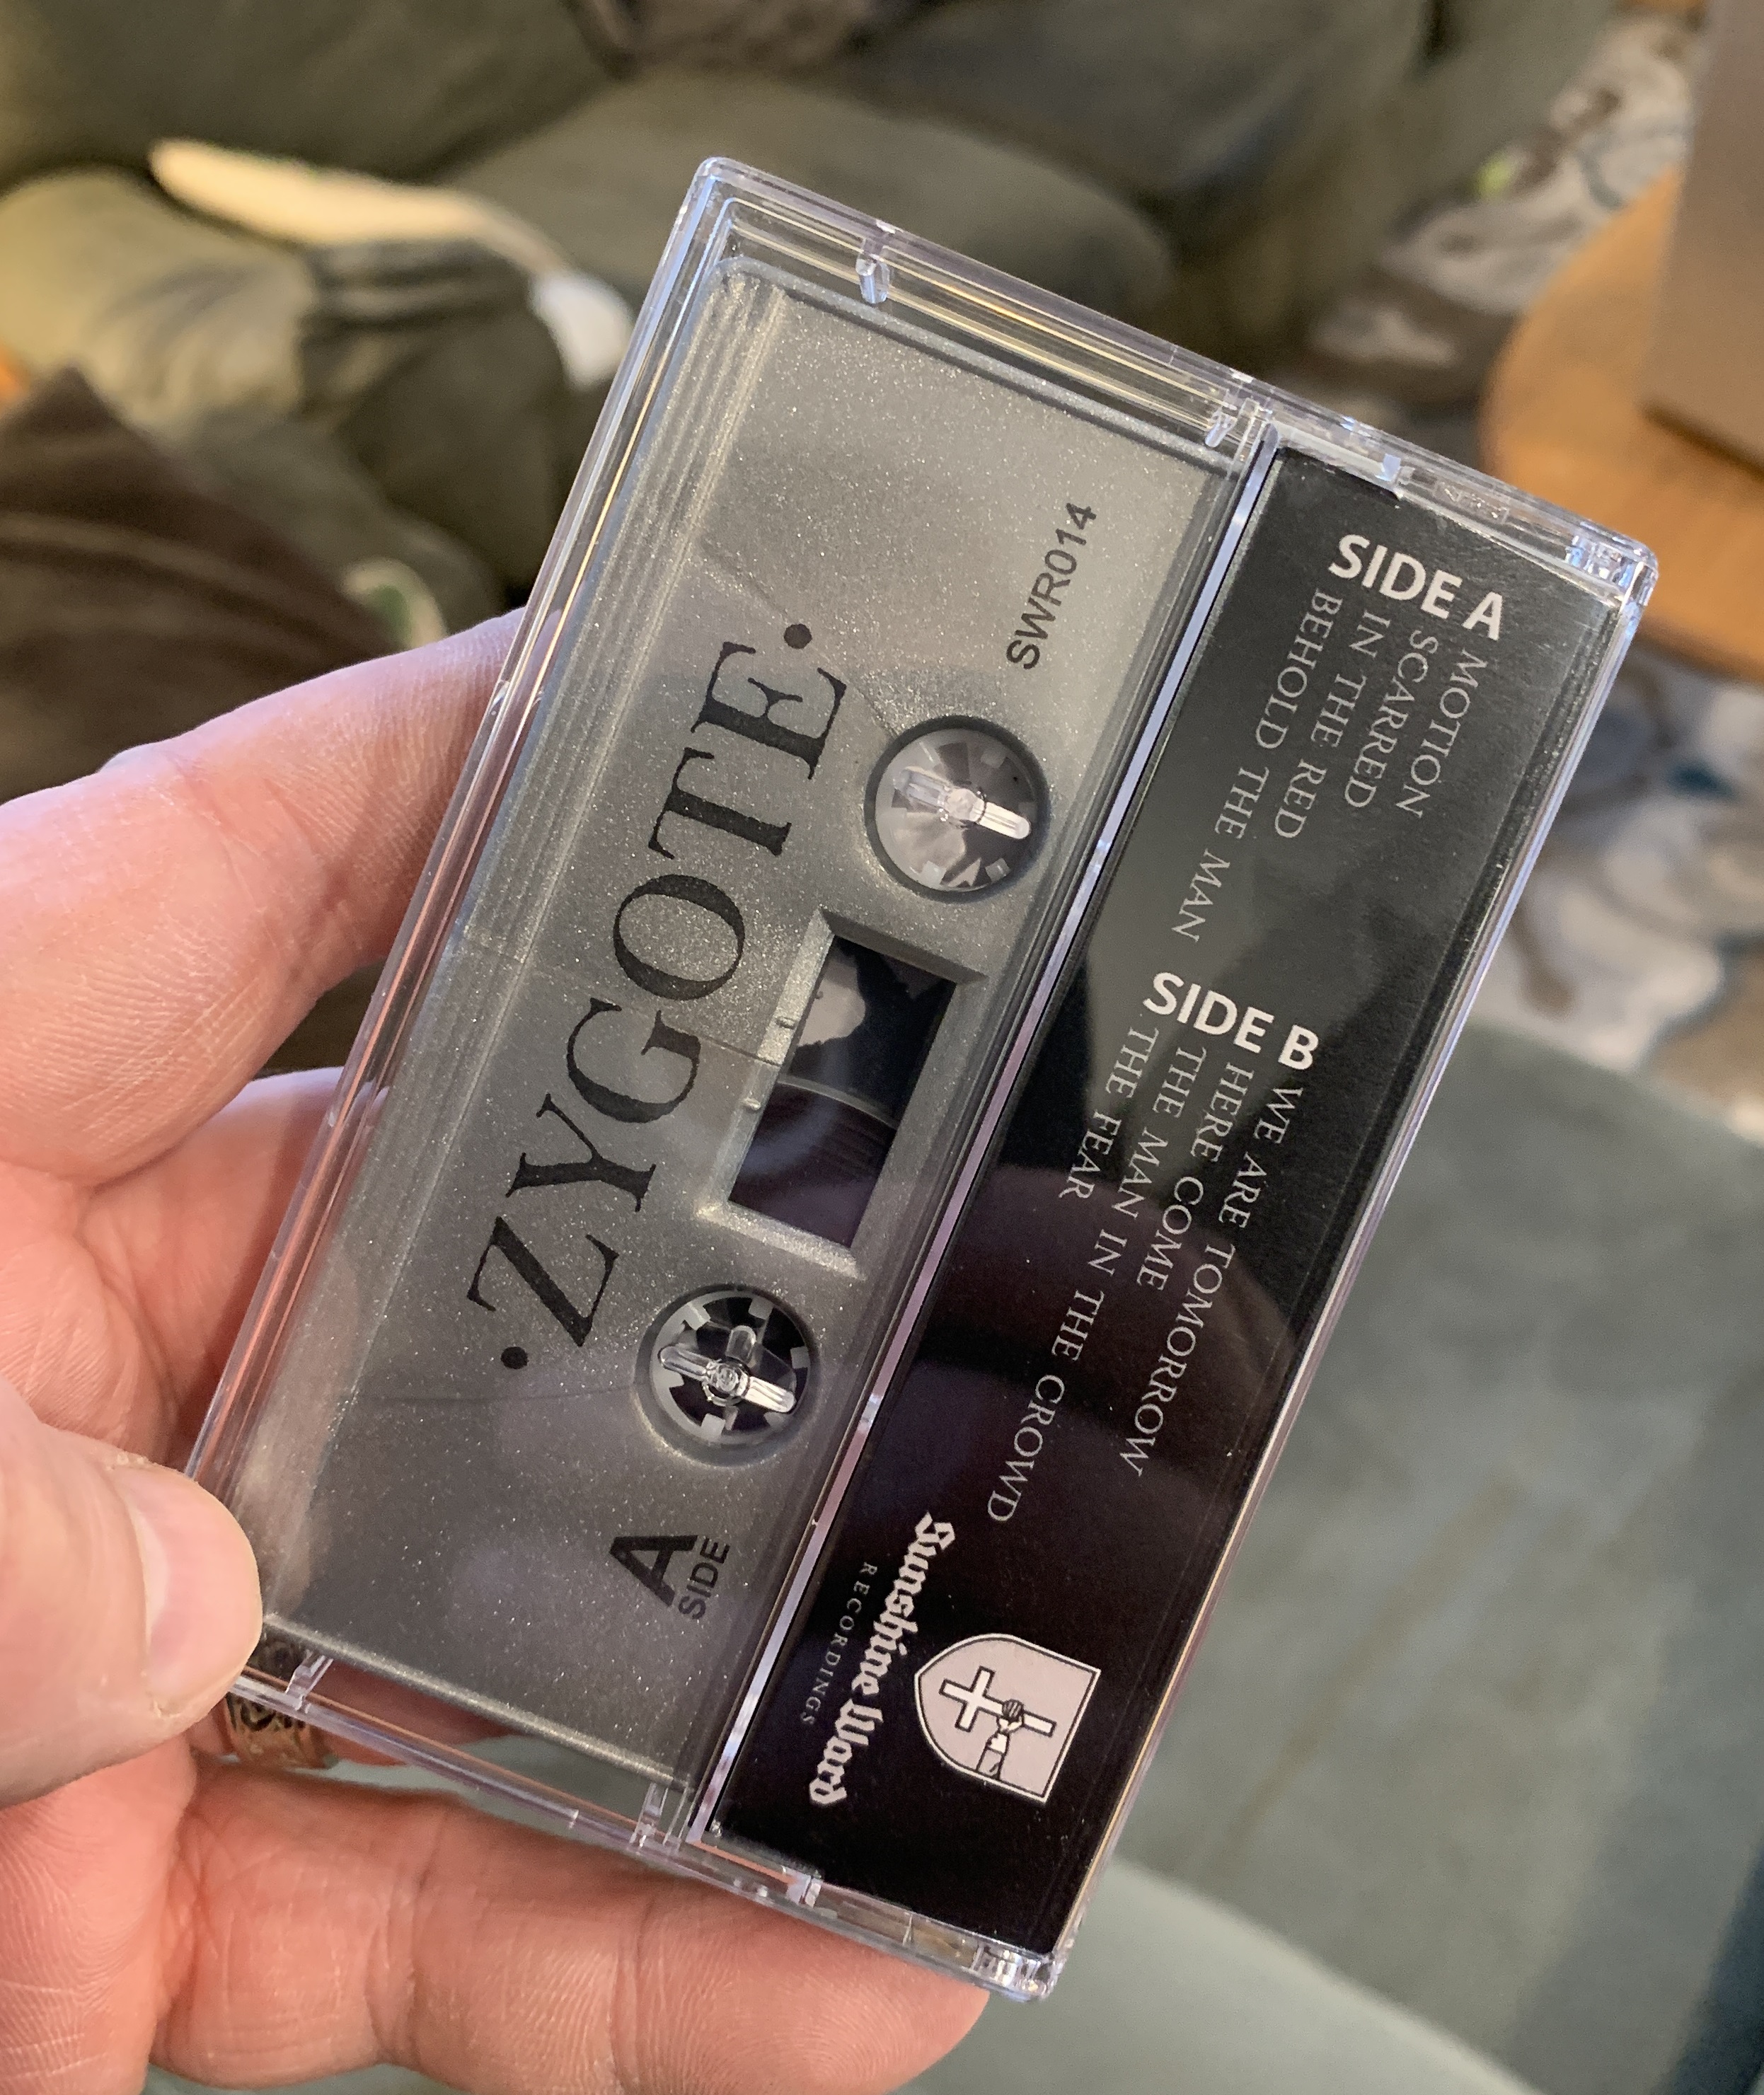 SWR014
·ZYGOTE·
A
SIDE
SIDE A
MOTION
SCARRED
IN THE RED
BEHOLD THE MAN
SIDE B
WE ARE TOMORROW
HERE COME
THE MAN IN THE CROWD
THE FEAR
Sunshine Ward
RECORDINGS